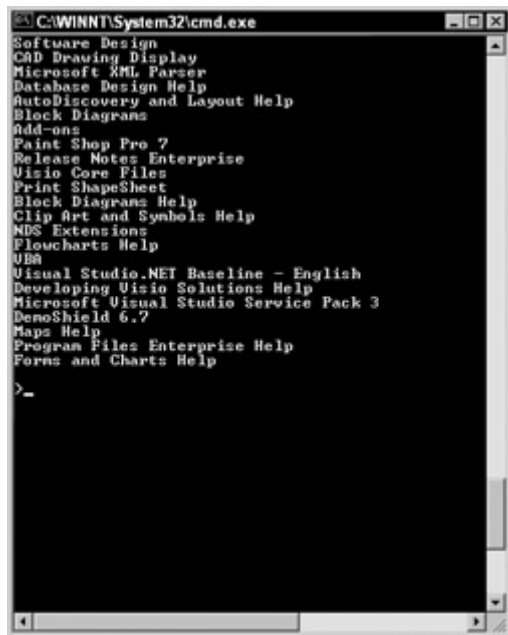 C:\WINNT\System32\cmd.exe
Software Design
CAD Drawing Display
Microsoft XML Parser
Database Design Help
AutoDiscovery and Layout Help
Block Diagrams
Add-ons
Paint Shop Pro 7
Release Notes Enterprise
Visio Core Files
Print ShapeSheet
Block Diagrams Help
Clip Art and Symbols Help
NDS Extensions
Flowcharts Help
VBA
Visual Studio.NET Baseline - English
Developing Visio Solutions Help
Microsoft Visual Studio Service Pack 3
DemoShield 6.7
Maps Help
Program Files Enterprise Help
Forms and Charts Help
>_